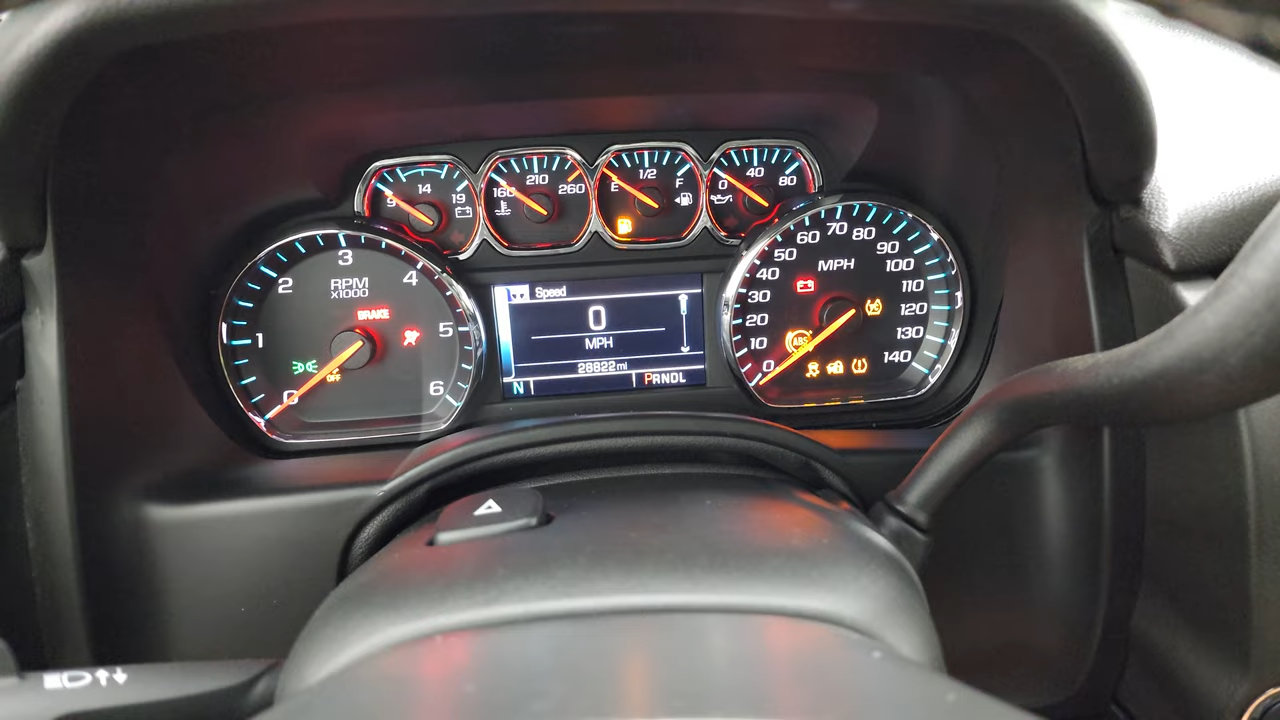 9 14 19
160 210 260
E 1/2 F
0 40 80
RPM
x1000
0 1 2 3 4 5 6
BRAKE
OFF
Speed
0
MPH
26822mi
N PRNDL
MPH
0 10 20 30 40 50 60 70 80 90 100 110 120 130 140
ABS